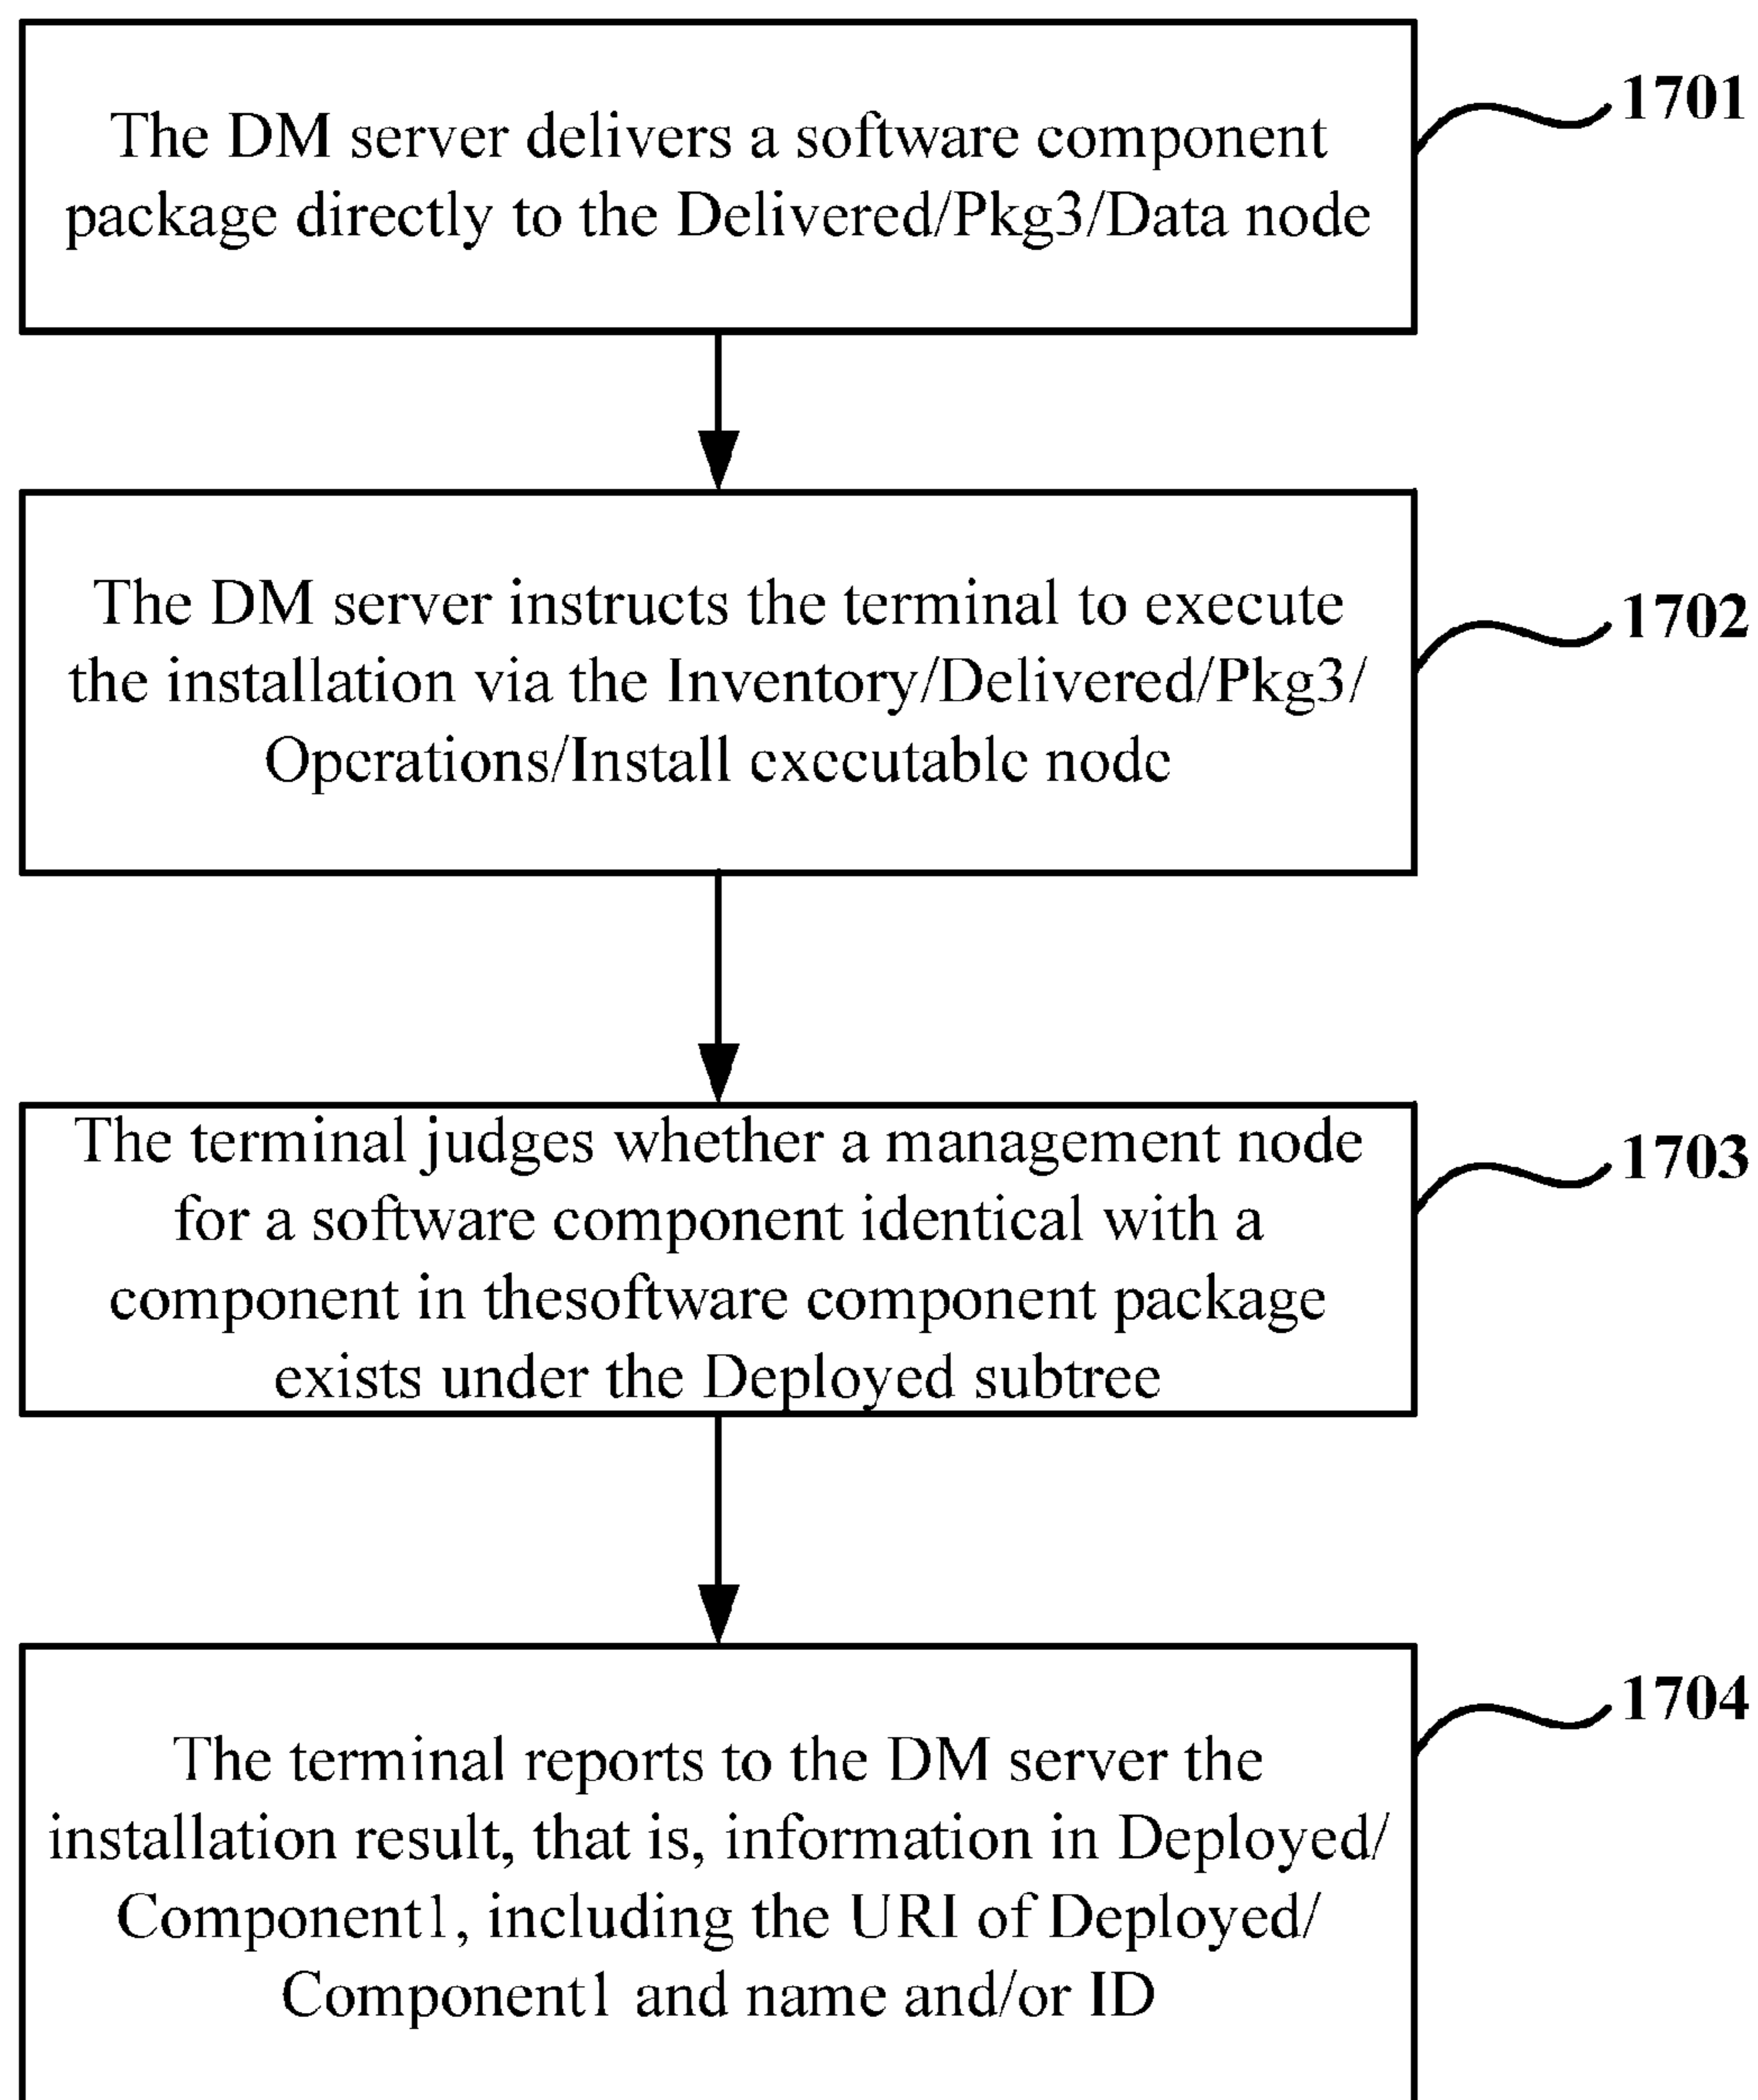 The DM server delivers a software component
package directly to the Delivered/Pkg3/Data node
1701
The DM server instructs the terminal to execute
the installation via the Inventory/Delivered/Pkg3/
Operations/Install executable node
1702
The terminal judges whether a management node
for a software component identical with a
component in thesoftware component package
exists under the Deployed subtree
1703
The terminal reports to the DM server the
installation result, that is, information in Deployed/
Component1, including the URI of Deployed/
Component1 and name and/or ID
1704